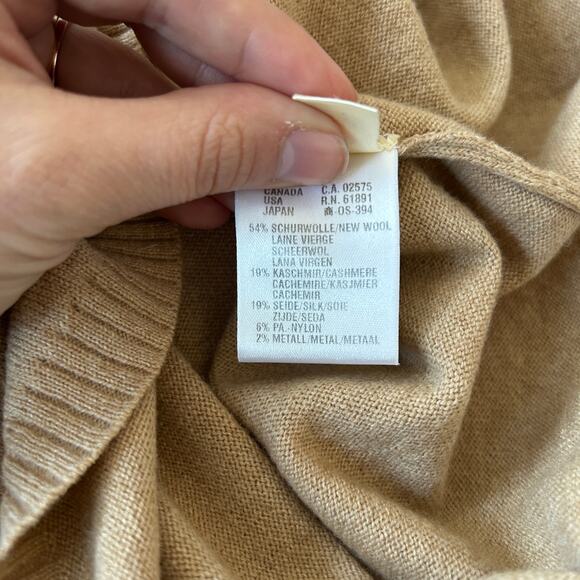 CANADA C.A. 02575
USA R.N. 61891
JAPAN 商-OS-394
54% SCHURWOLLE/NEW WOOL
LAINE VIERGE
SCHEERWOL
LANA VIRGEN
19% KASCHMIR/CASHMERE
CACHEMIRE/KASJMIER
CACHEMIR
19% SEIDE/SILK/SOIE
ZIJDE/SEDA
6% PA.-NYLON
2% METALL/METAL/METAAL